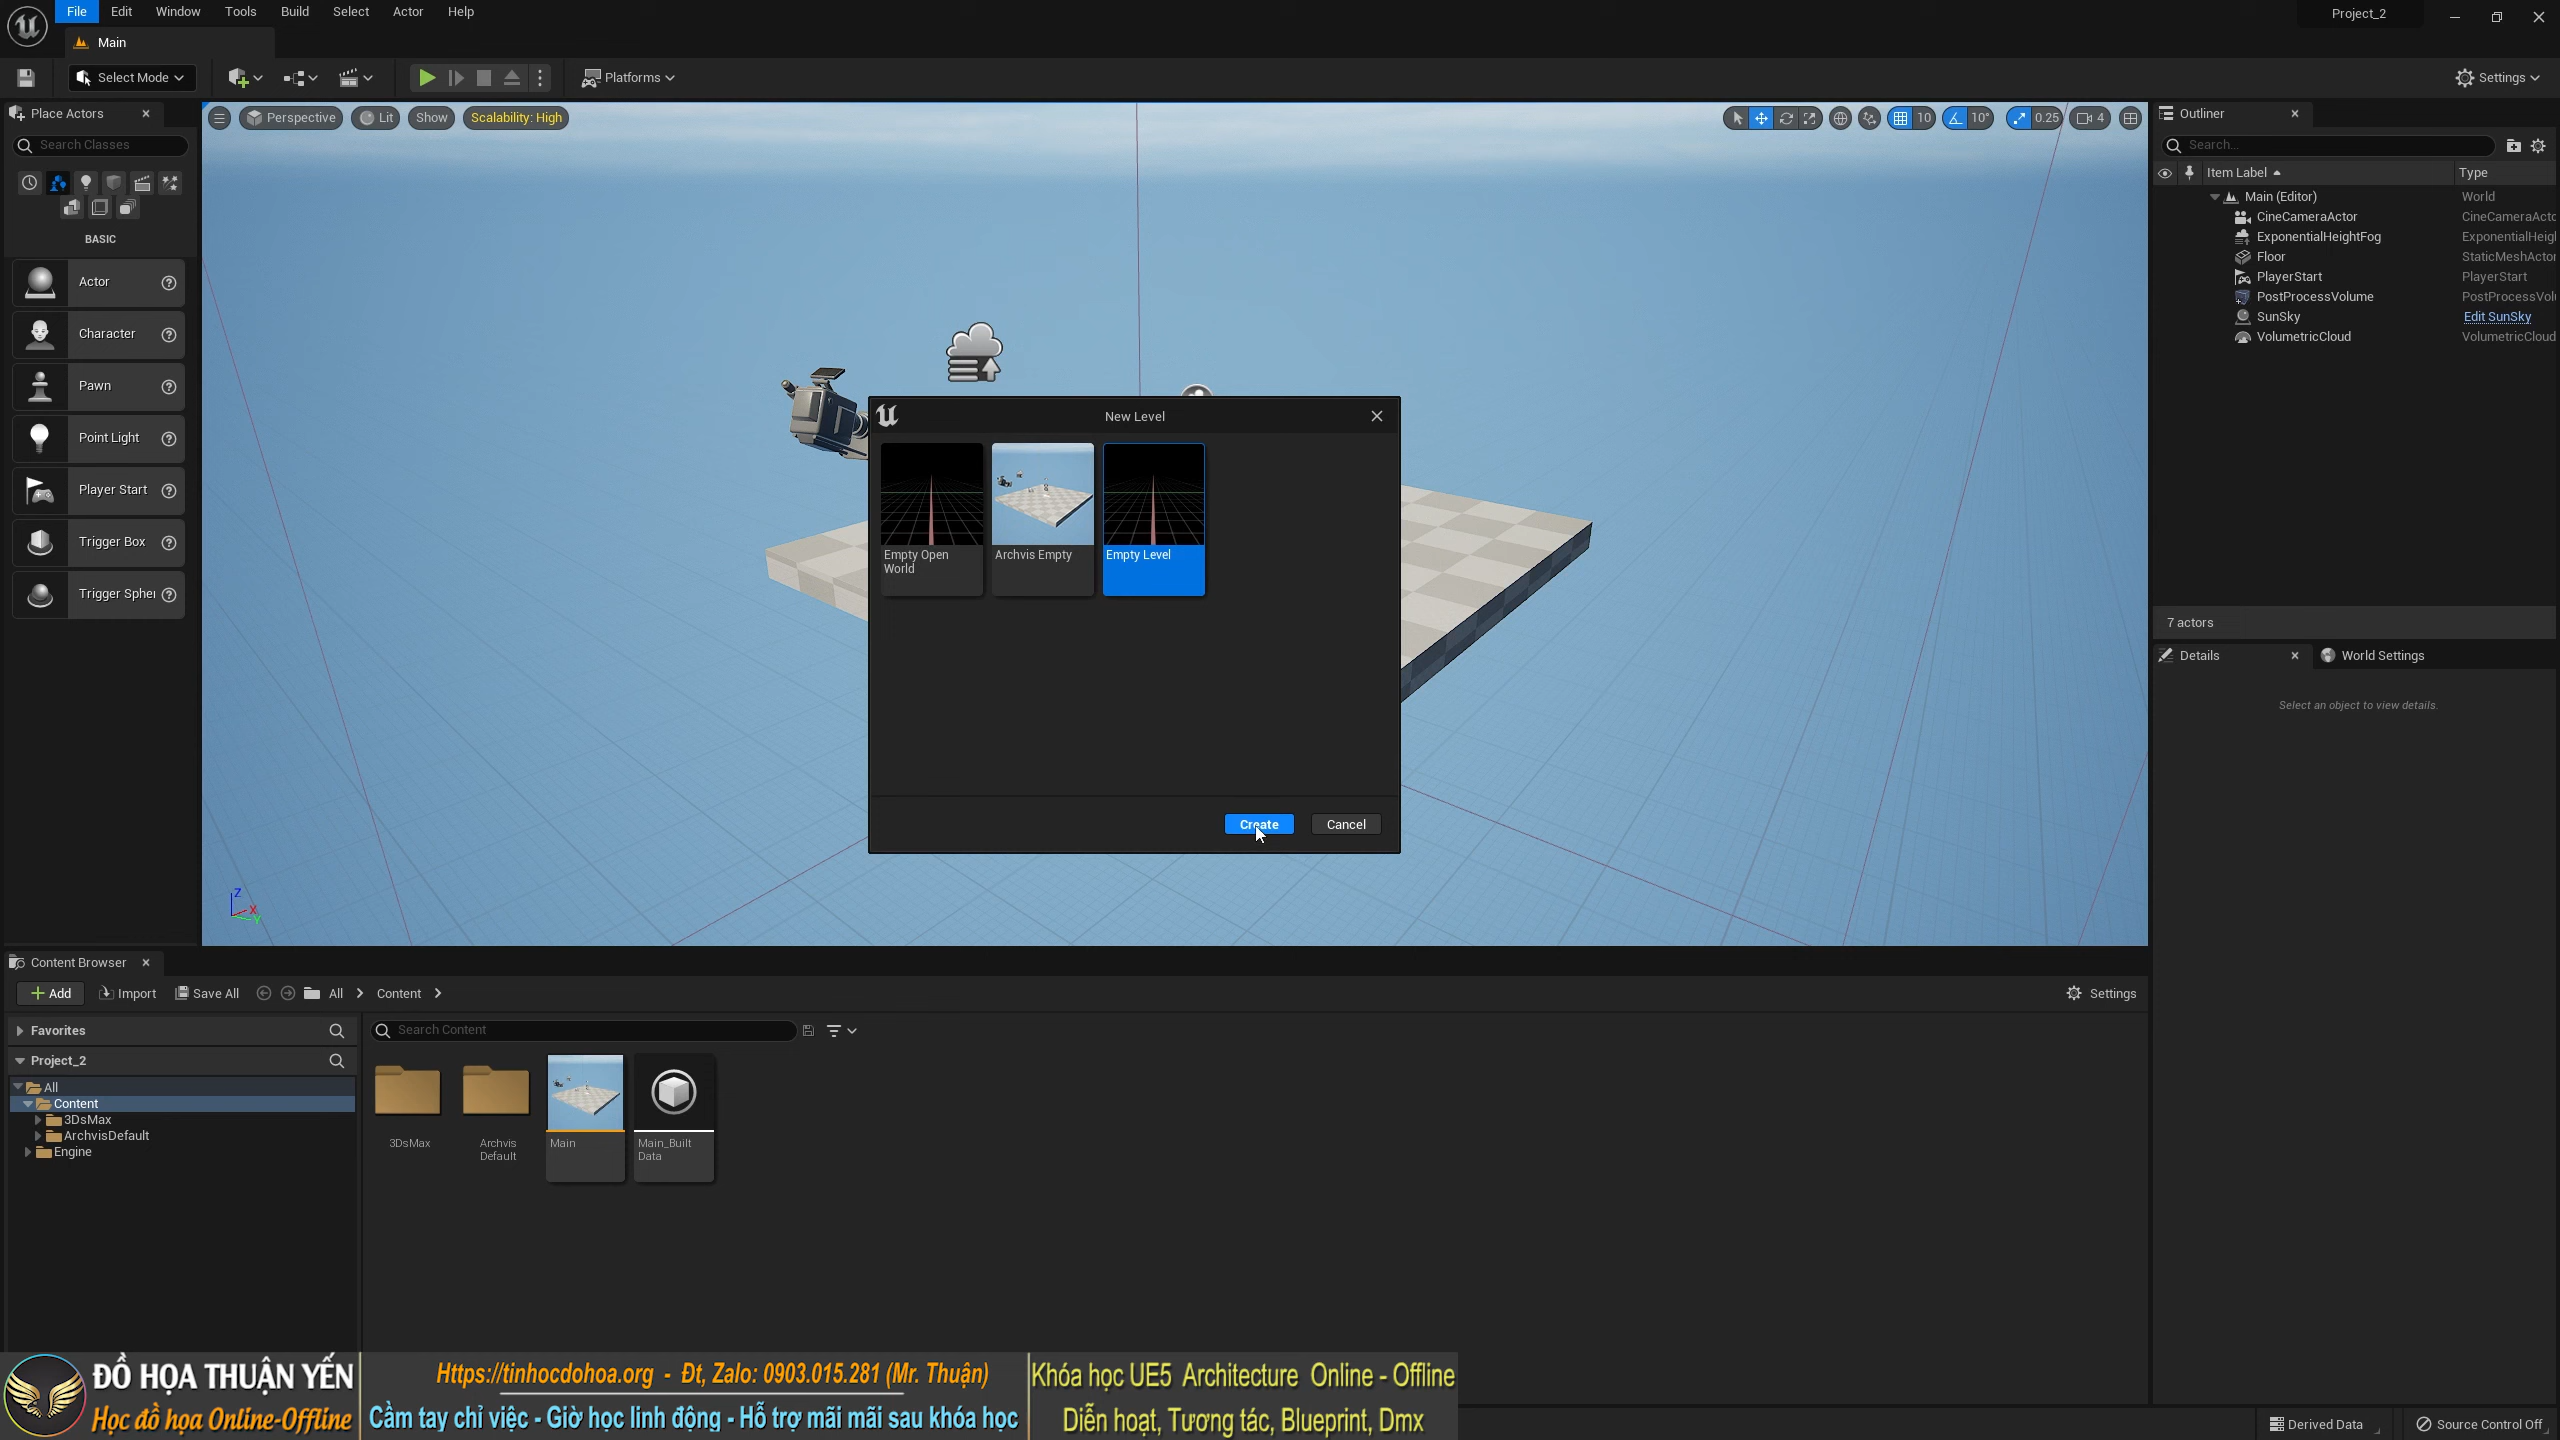 File Edit Window Tools Build Select Actor Help
Project_2
Main
Select Mode
Platforms
Settings
Place Actors
Search Classes
BASIC
Actor
Character
Pawn
Point Light
Player Start
Trigger Box
Trigger Spher
Perspective Lit Show Scalability: High
10 10° 0.25 4
New Level
Empty Open
World
Archvis Empty
Empty Level
Create Cancel
Outliner
Search...
Item Label Type
Main (Editor) World
CineCameraActor CineCameraActo
ExponentialHeightFog ExponentialHeigh
Floor StaticMeshActor
PlayerStart PlayerStart
PostProcessVolume PostProcessVolu
SunSky Edit SunSky
VolumetricCloud VolumetricCloud
7 actors
Details World Settings
Select an object to view details.
Z
X
Y
Content Browser
Add Import Save All All Content Settings
Favorites
Project_2
All
Content
3DsMax
ArchvisDefault
Engine
Search Content
3DsMax
Archvis
Default
Main
Main_Built
Data
ĐỒ HỌA THUẬN YẾN
Học đồ họa Online-Offline
Https://tinhocdohoa.org - Đt, Zalo: 0903.015.281 (Mr. Thuận)
Cầm tay chỉ việc - Giờ học linh động - Hỗ trợ mãi mãi sau khóa học
Khóa học UE5 Architecture Online - Offline
Diễn hoạt, Tương tác, Blueprint, Dmx
Derived Data Source Control Off